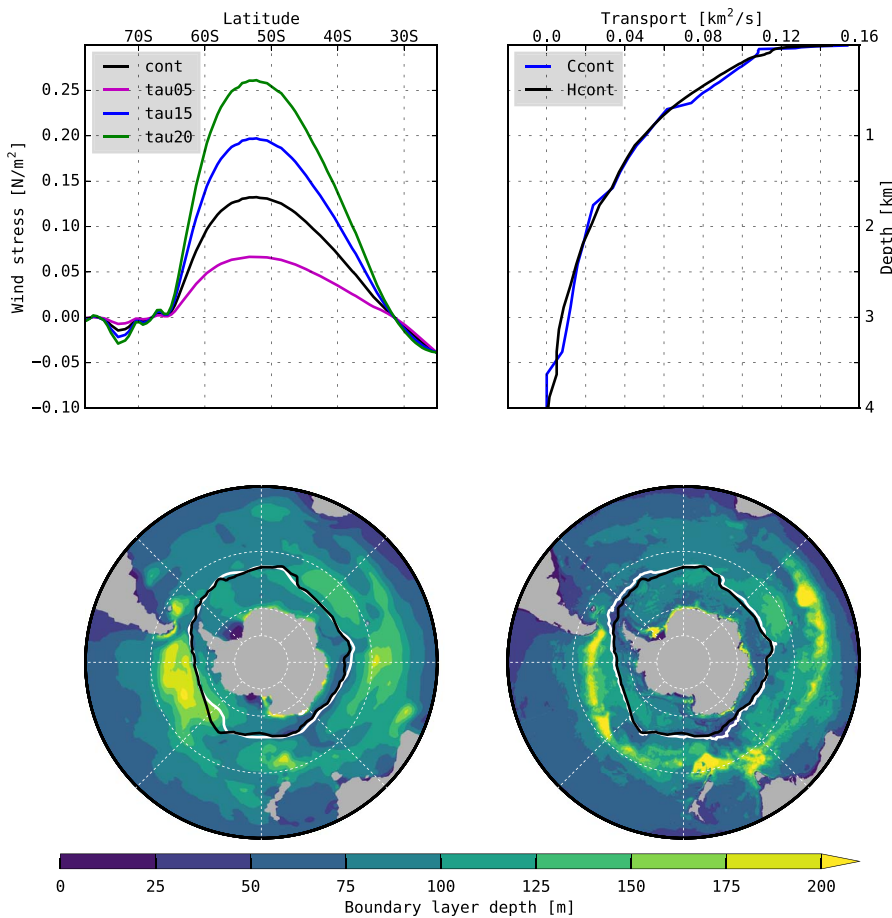 Latitude
70S 60S 50S 40S 30S
Wind stress [N/m²]
0.25
0.20
0.15
0.10
0.05
0.00
−0.05
−0.10
cont
tau05
tau15
tau20
Transport [km²/s]
0.0 0.04 0.08 0.12 0.16
Ccont
Hcont
1
2
3
4
Depth [km]
0 25 50 75 100 125 150 175 200
Boundary layer depth [m]